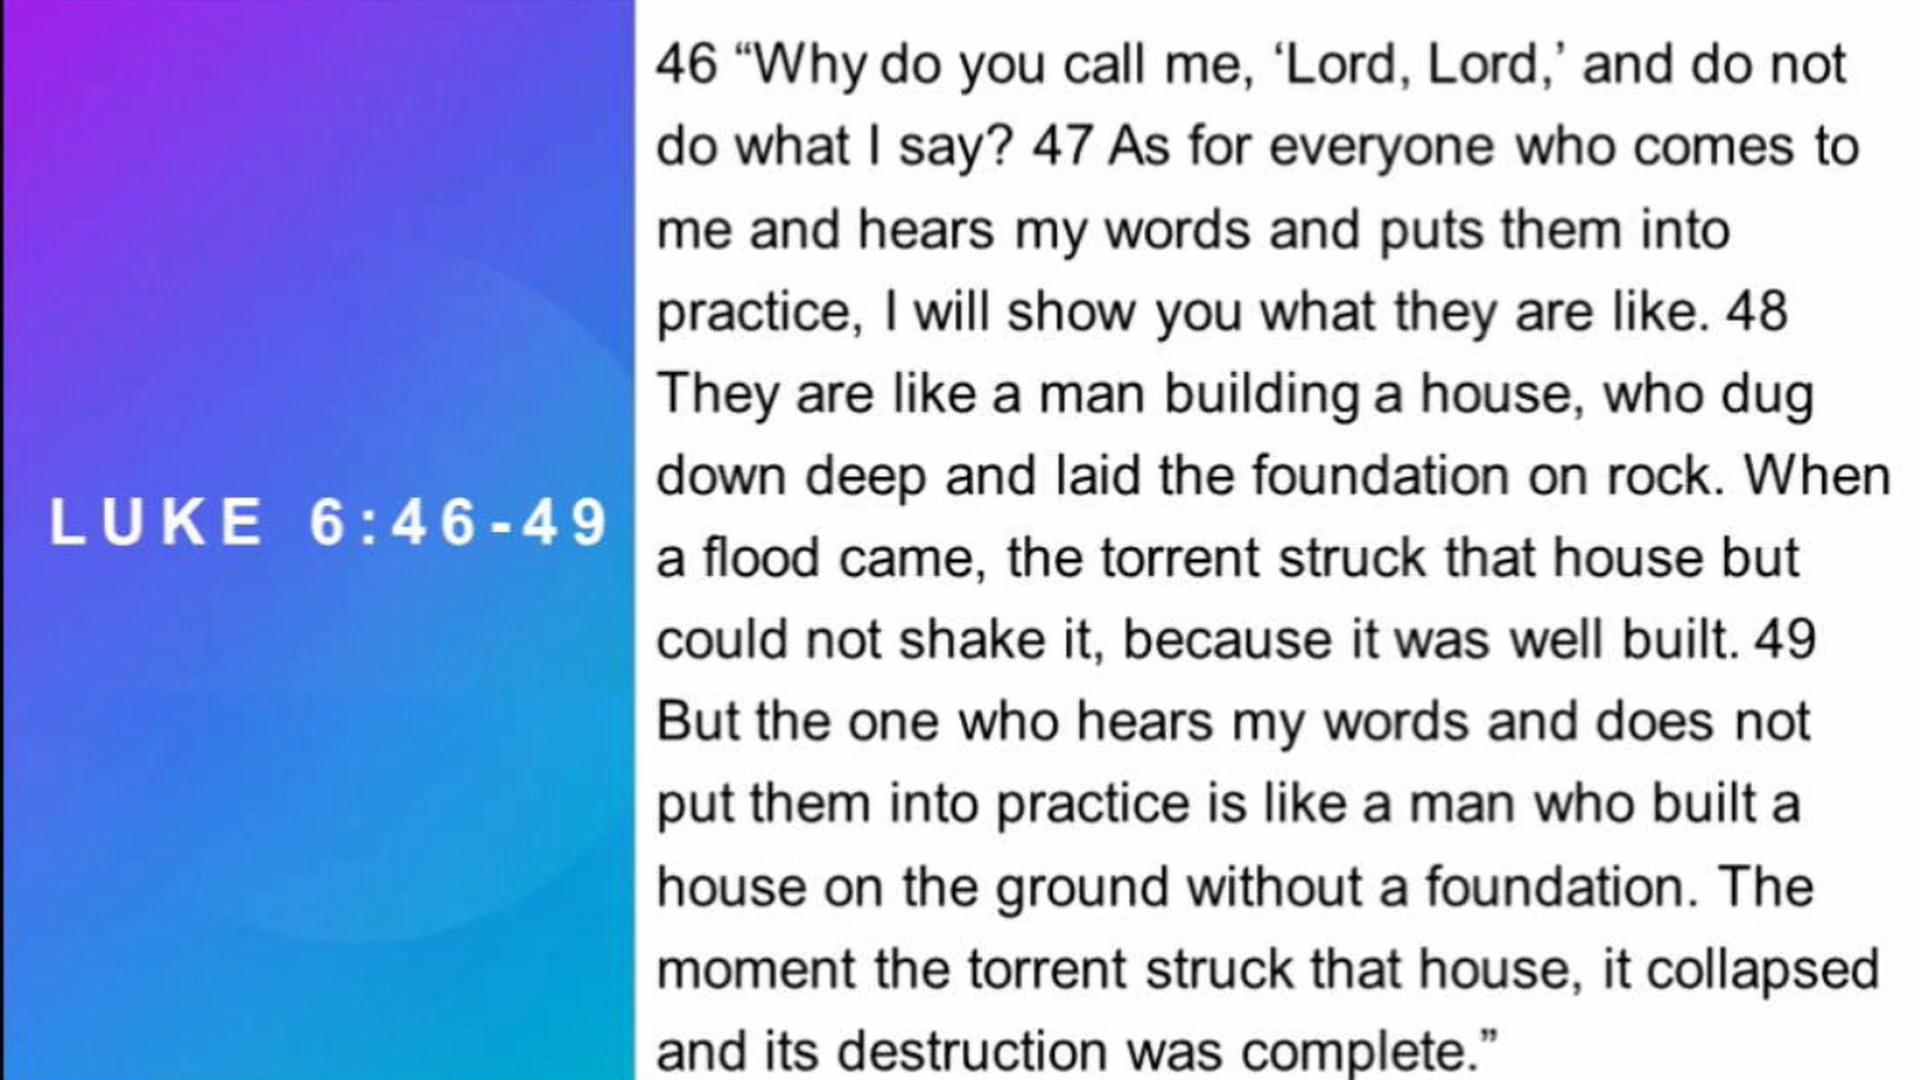 LUKE 6:46-49
46 “Why do you call me, ‘Lord, Lord,’ and do not
do what I say? 47 As for everyone who comes to
me and hears my words and puts them into
practice, I will show you what they are like. 48
They are like a man building a house, who dug
down deep and laid the foundation on rock. When
a flood came, the torrent struck that house but
could not shake it, because it was well built. 49
But the one who hears my words and does not
put them into practice is like a man who built a
house on the ground without a foundation. The
moment the torrent struck that house, it collapsed
and its destruction was complete.”